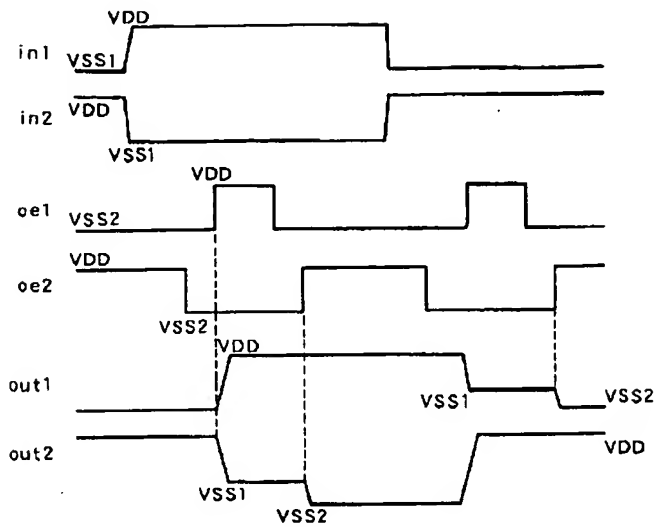 VDD
in1
VSS1
VDD
in2
VSS1
VDD
oe1
VSS2
VDD
oe2
VSS2
VDD
out1
VSS1
VSS2
out2
VDD
VSS1
VSS2